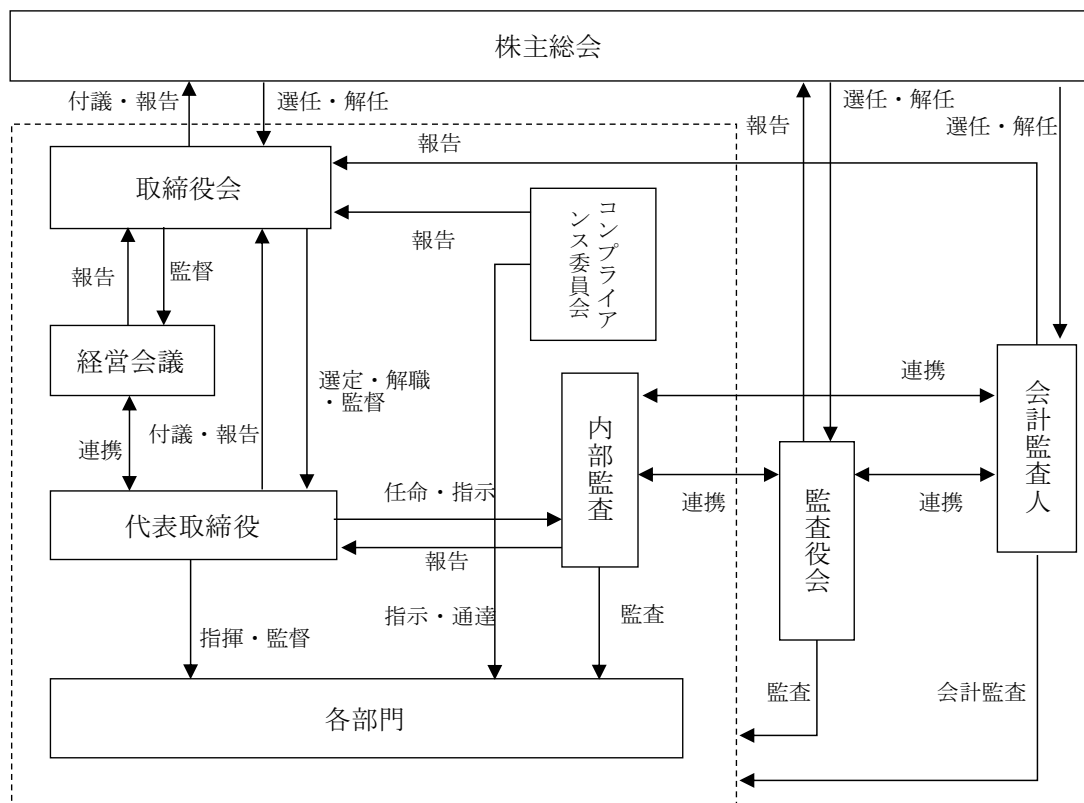 株主総会
付議・報告
選任・解任
報告
選任・解任
選任・解任
報告
取締役会
報告
コンプライア
ンス委員会
報告
監督
経営会議
選定・解職
・監督
連携
会計監査人
連携
付議・報告
内部監査
任命・指示
連携
監査役会
連携
代表取締役
報告
指揮・監督
指示・通達
監査
監査
会計監査
各部門